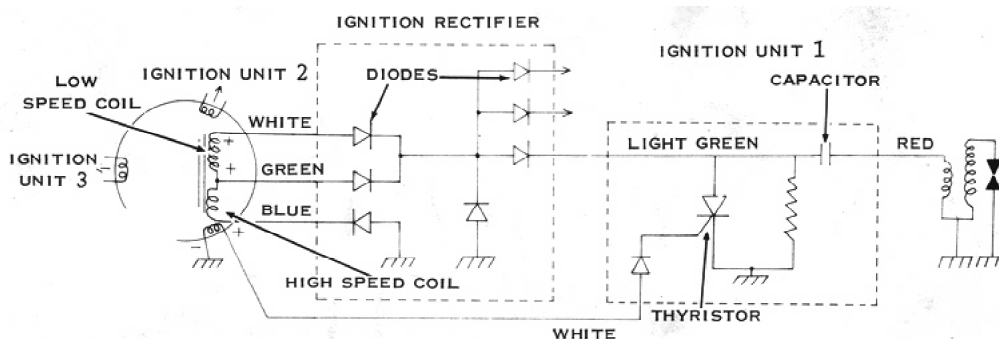 IGNITION RECTIFIER
IGNITION UNIT 1
LOW
SPEED COIL
IGNITION UNIT 2
DIODES
CAPACITOR
WHITE
LIGHT GREEN
RED
IGNITION
UNIT 3
GREEN
BLUE
HIGH SPEED COIL
THYRISTOR
WHITE